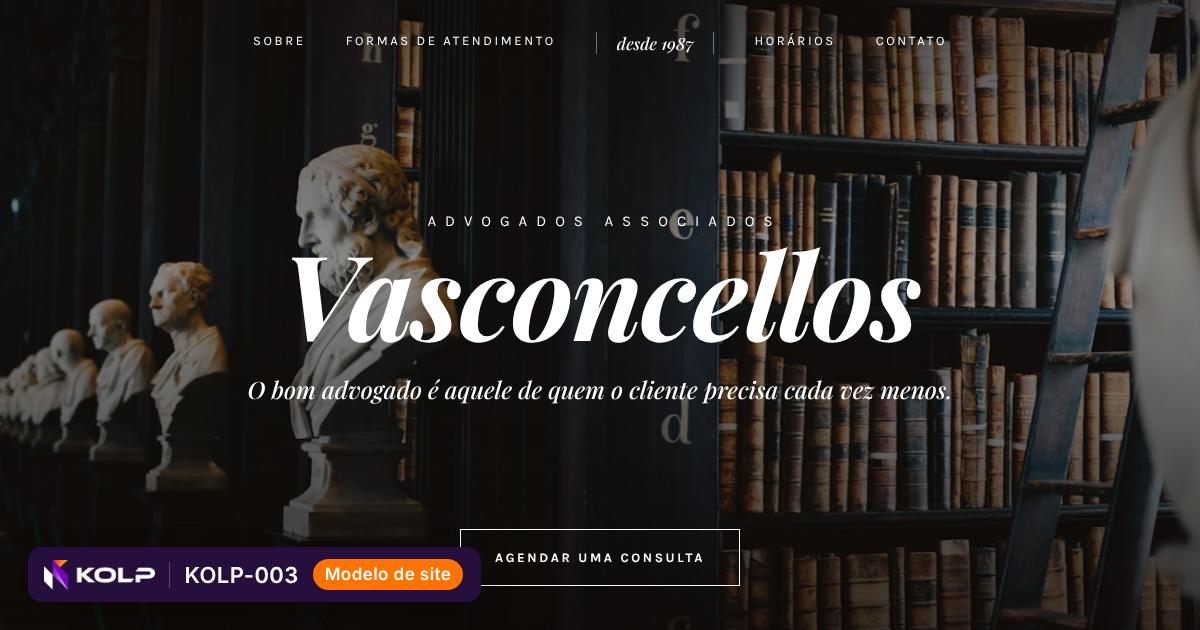 SOBRE FORMAS DE ATENDIMENTO desde 1987 HORÁRIOS CONTATO
h
f
g
e
ADVOGADOS ASSOCIADOS
Vasconcellos
O bom advogado é aquele de quem o cliente precisa cada vez menos.
d
AGENDAR UMA CONSULTA
KOLP KOLP-003 Modelo de site